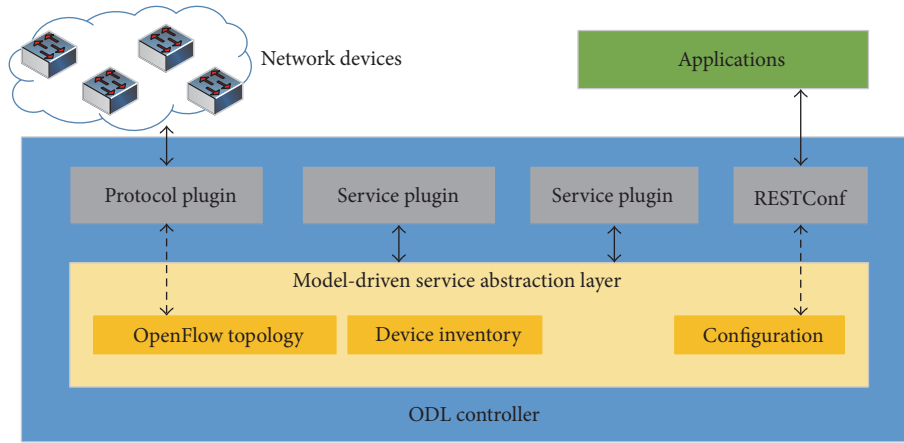 Network devices
Applications
Protocol plugin
Service plugin
Service plugin
RESTConf
Model-driven service abstraction layer
OpenFlow topology
Device inventory
Configuration
ODL controller